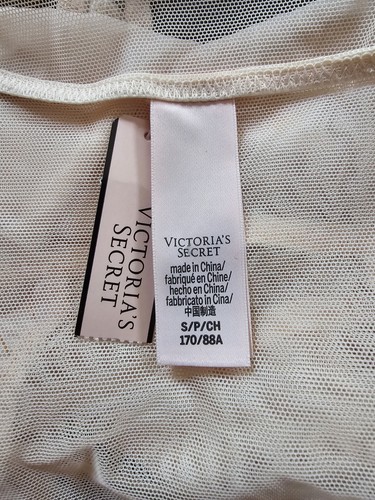 VICTORIA'S
SECRET
VICTORIA'S
SECRET
made in China/
fabriqué en Chine/
hecho en China/
fabbricato in Cina/
中国制造
S/P/CH
170/88A